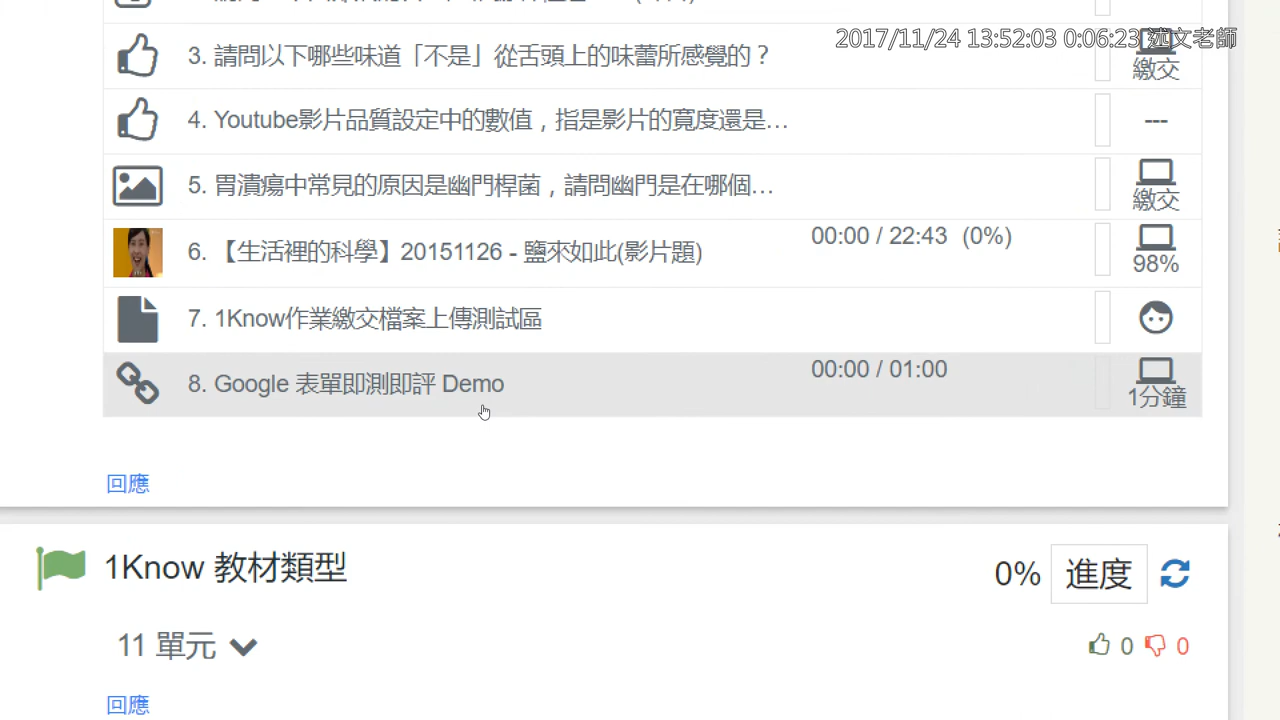 2017/11/24 13:52:03 0:06:23
老師
3. 請問以下哪些味道「不是」從舌頭上的味蕾所感覺的？
繳交
4. Youtube影片品質設定中的數值，指是影片的寬度還是…
---
5. 胃潰瘍中常見的原因是幽門桿菌，請問幽門是在哪個…
繳交
6. 【生活裡的科學】20151126 - 鹽來如此(影片題)
00:00 / 22:43 (0%)
98%
7. 1Know作業繳交檔案上傳測試區
8. Google 表單即測即評 Demo
00:00 / 01:00
1分鐘
回應
1Know 教材類型
0% 進度
11 單元
0 0
回應